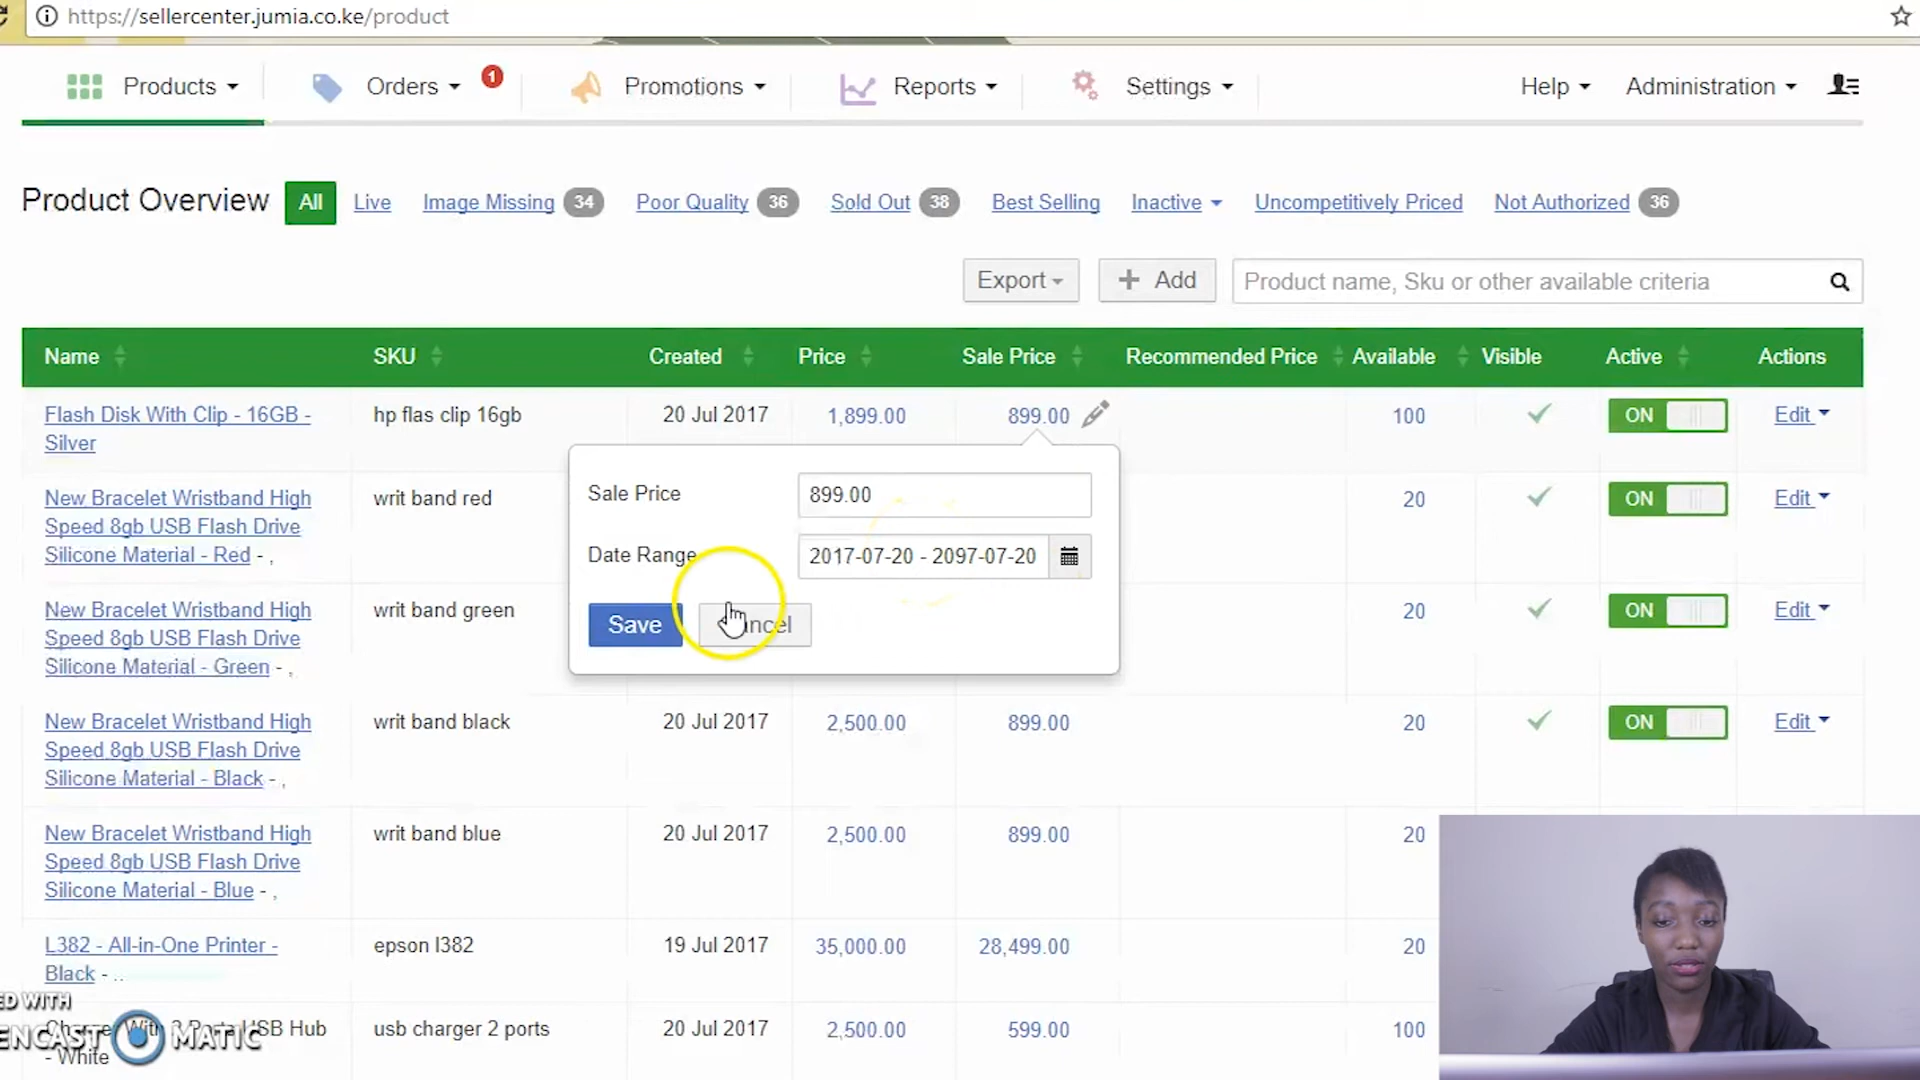 https://sellercenter.jumia.co.ke/product
Products
Orders
1
Promotions
Reports
Settings
Help
Administration
Product Overview
All
Live
Image Missing 34
Poor Quality 36
Sold Out 38
Best Selling
Inactive
Uncompetitively Priced
Not Authorized 36
Export
+ Add
Product name, Sku or other available criteria
Name SKU Created Price Sale Price Recommended Price Available Visible Active Actions
Flash Disk With Clip - 16GB - hp flas clip 16gb 20 Jul 2017 1,899.00 899.00 100 ON Edit
Silver
Sale Price 899.00
Date Range 2017-07-20 - 2097-07-20
Save
New Bracelet Wristband High writ band red 20 ON Edit
Speed 8gb USB Flash Drive
Silicone Material - Red - ,
New Bracelet Wristband High writ band green 20 ON Edit
Speed 8gb USB Flash Drive
Silicone Material - Green - ,
New Bracelet Wristband High writ band black 20 Jul 2017 2,500.00 899.00 20 ON Edit
Speed 8gb USB Flash Drive
Silicone Material - Black - ,
New Bracelet Wristband High writ band blue 20 Jul 2017 2,500.00 899.00 20
Speed 8gb USB Flash Drive
Silicone Material - Blue - ,
L382 - All-in-One Printer - epson l382 19 Jul 2017 35,000.00 28,499.00 20
Black - ..
USB Hub usb charger 2 ports 20 Jul 2017 2,500.00 599.00 100
- White
WITH
MATIC